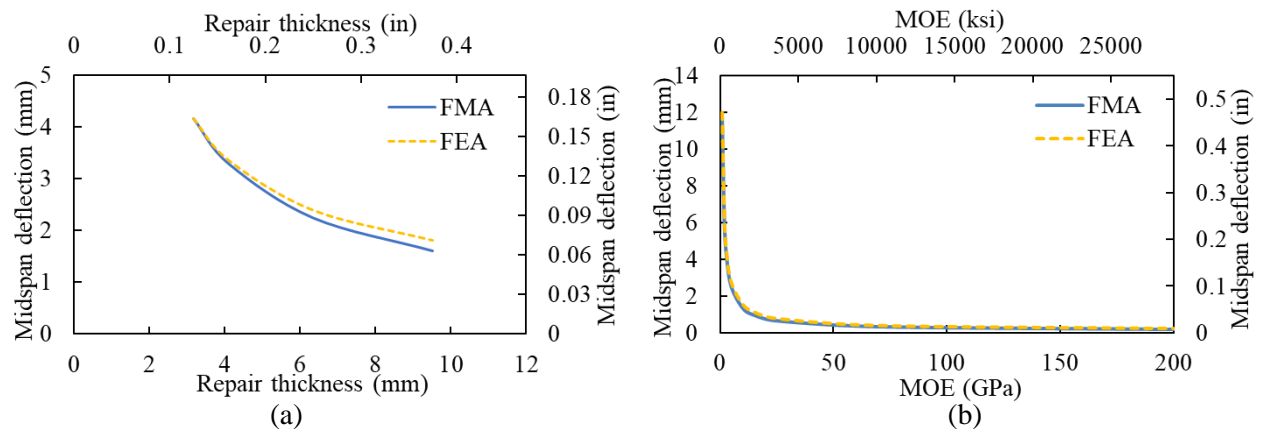 Repair thickness (in)
0 0.1 0.2 0.3 0.4
5
4
3
2
1
0
Midspan deflection (mm)
FMA
FEA
0.18
0.15
0.12
0.09
0.06
0.03
0
Midspan deflection (in)
0 2 4 6 8 10 12
Repair thickness (mm)
(a)
MOE (ksi)
0 5000 10000 15000 20000 25000
14
12
10
8
6
4
2
0
Midspan deflection (mm)
FMA
FEA
0.5
0.4
0.3
0.2
0.1
0
Midspan deflection (in)
0 50 100 150 200
MOE (GPa)
(b)